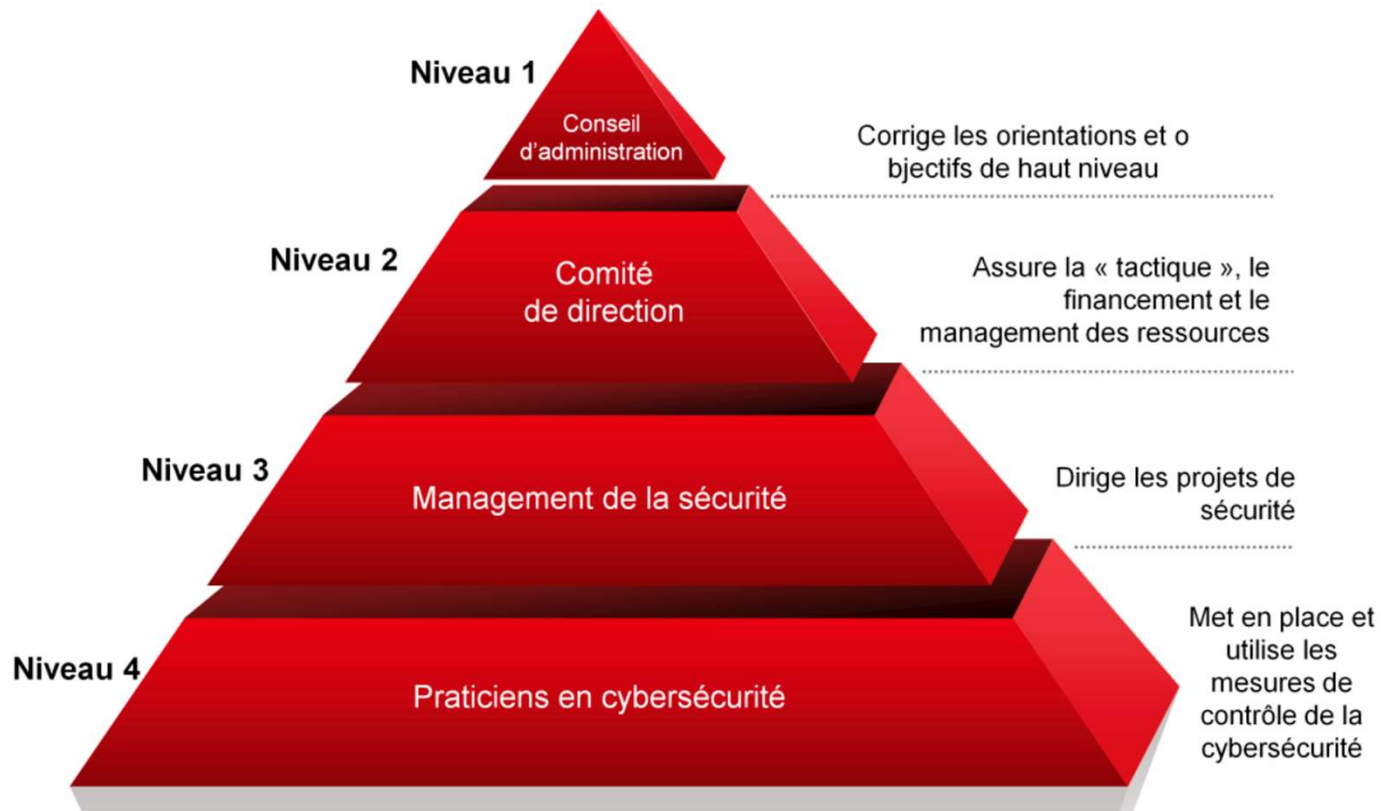 Niveau 1
Conseil
d'administration
Corrige les orientations et o
bjectifs de haut niveau
Niveau 2
Comité
de direction
Assure la « tactique », le
financement et le
management des ressources
Niveau 3
Management de la sécurité
Dirige les projets de
sécurité
Niveau 4
Praticiens en cybersécurité
Met en place et
utilise les
mesures de
contrôle de la
cybersécurité